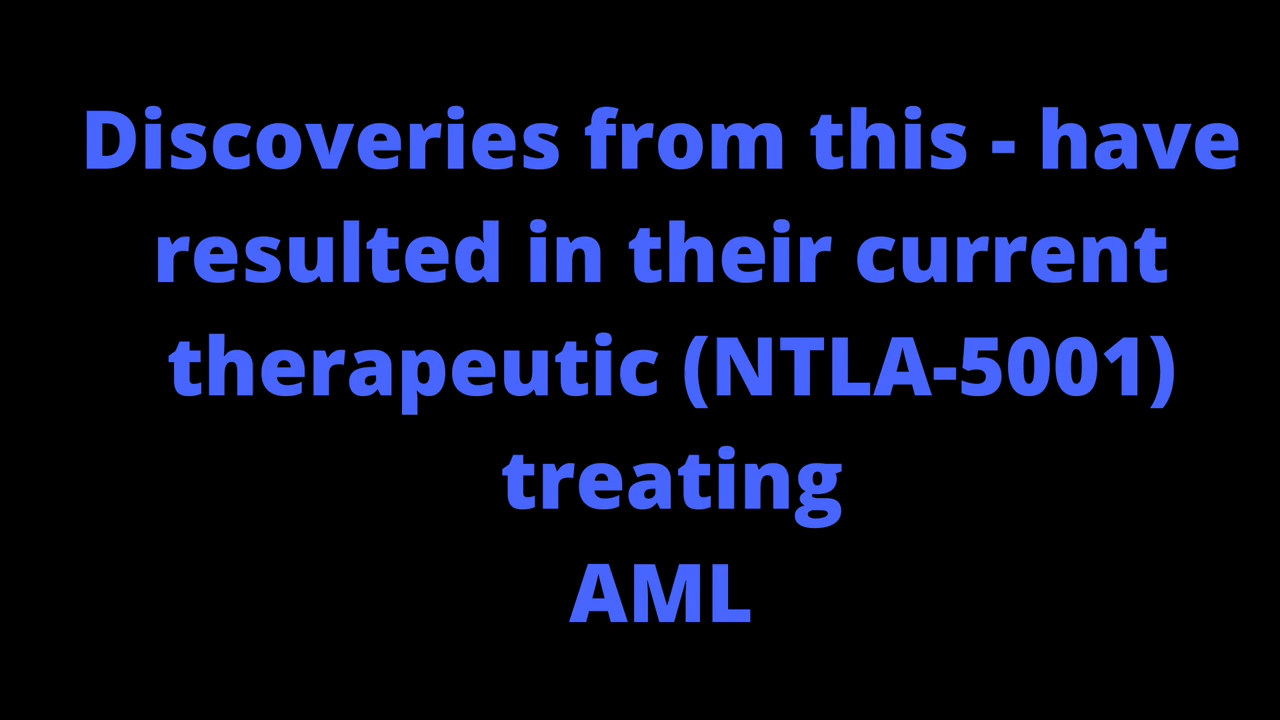 Discoveries from this - have
resulted in their current
therapeutic (NTLA-5001)
treating
AML